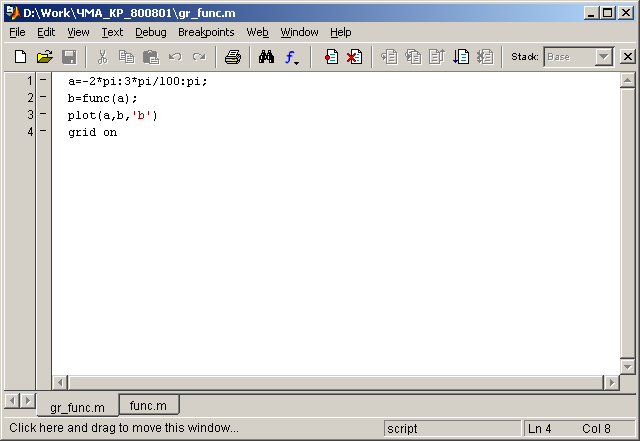 D:\Work\ЧМА_КР_800801\gr_func.m
File Edit View Text Debug Breakpoints Web Window Help
Stack: Base
1 – a=-2*pi:3*pi/100:pi;
2 – b=func(a);
3 – plot(a,b,'b')
4 – grid on
gr_func.m func.m
Click here and drag to move this window... script Ln 4 Col 8